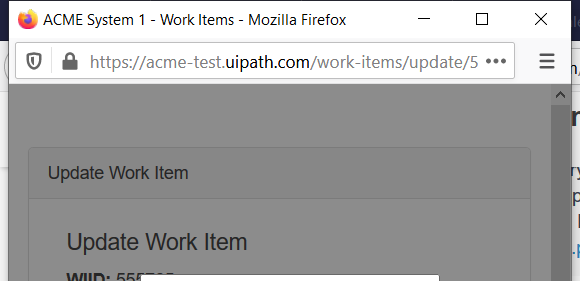 ACME System 1 - Work Items - Mozilla Firefox
https://acme-test.uipath.com/work-items/update/5
Update Work Item
Update Work Item
WIID: